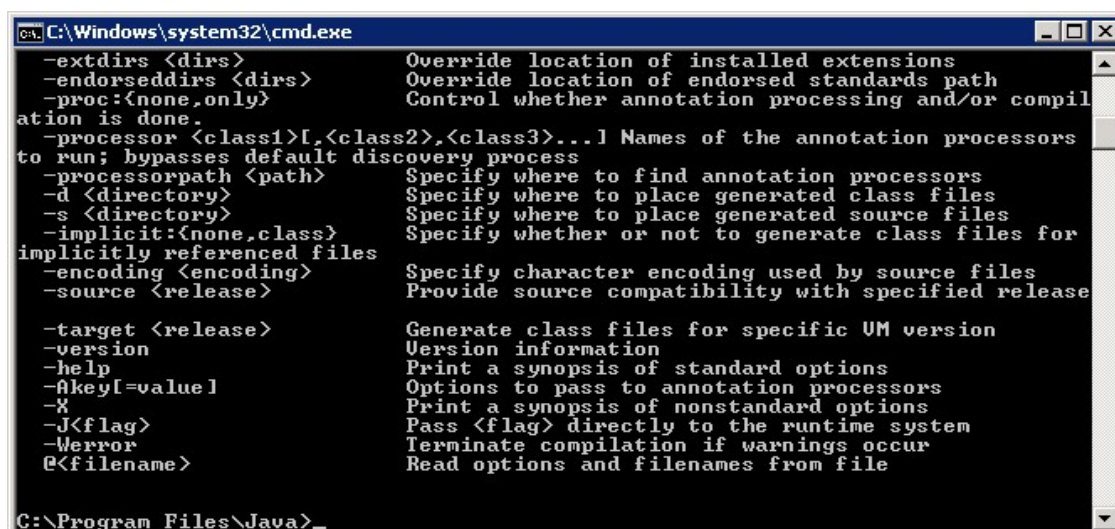 C:\Windows\system32\cmd.exe
-extdirs <dirs> Override location of installed extensions
-endorseddirs <dirs> Override location of endorsed standards path
-proc:{none,only} Control whether annotation processing and/or compil
ation is done.
-processor <class1>[,<class2>,<class3>...] Names of the annotation processors
to run; bypasses default discovery process
-processorpath <path> Specify where to find annotation processors
-d <directory> Specify where to place generated class files
-s <directory> Specify where to place generated source files
-implicit:{none,class} Specify whether or not to generate class files for
implicitly referenced files
-encoding <encoding> Specify character encoding used by source files
-source <release> Provide source compatibility with specified release
-target <release> Generate class files for specific VM version
-version Version information
-help Print a synopsis of standard options
-Akey[=value] Options to pass to annotation processors
-X Print a synopsis of nonstandard options
-J<flag> Pass <flag> directly to the runtime system
-Werror Terminate compilation if warnings occur
@<filename> Read options and filenames from file
C:\Program Files\Java>_